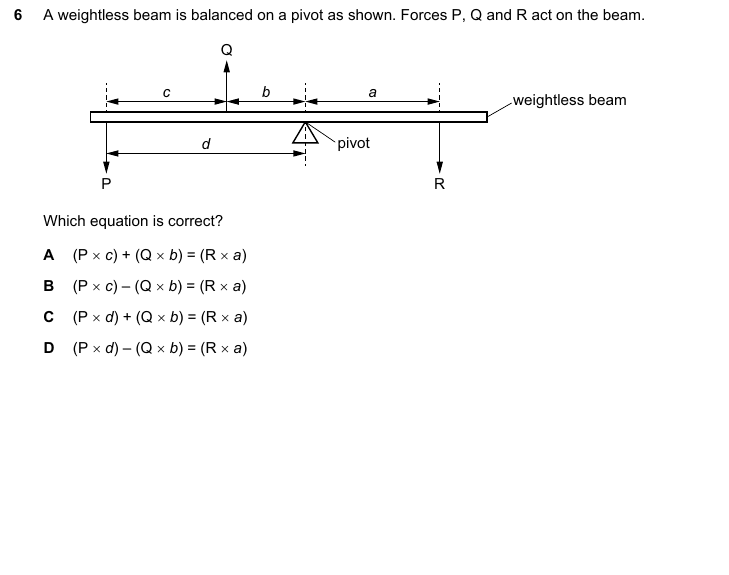 6 A weightless beam is balanced on a pivot as shown. Forces P, Q and R act on the beam.
Q
c b a
weightless beam
d pivot
P R
Which equation is correct?
A (P × c) + (Q × b) = (R × a)
B (P × c) – (Q × b) = (R × a)
C (P × d) + (Q × b) = (R × a)
D (P × d) – (Q × b) = (R × a)